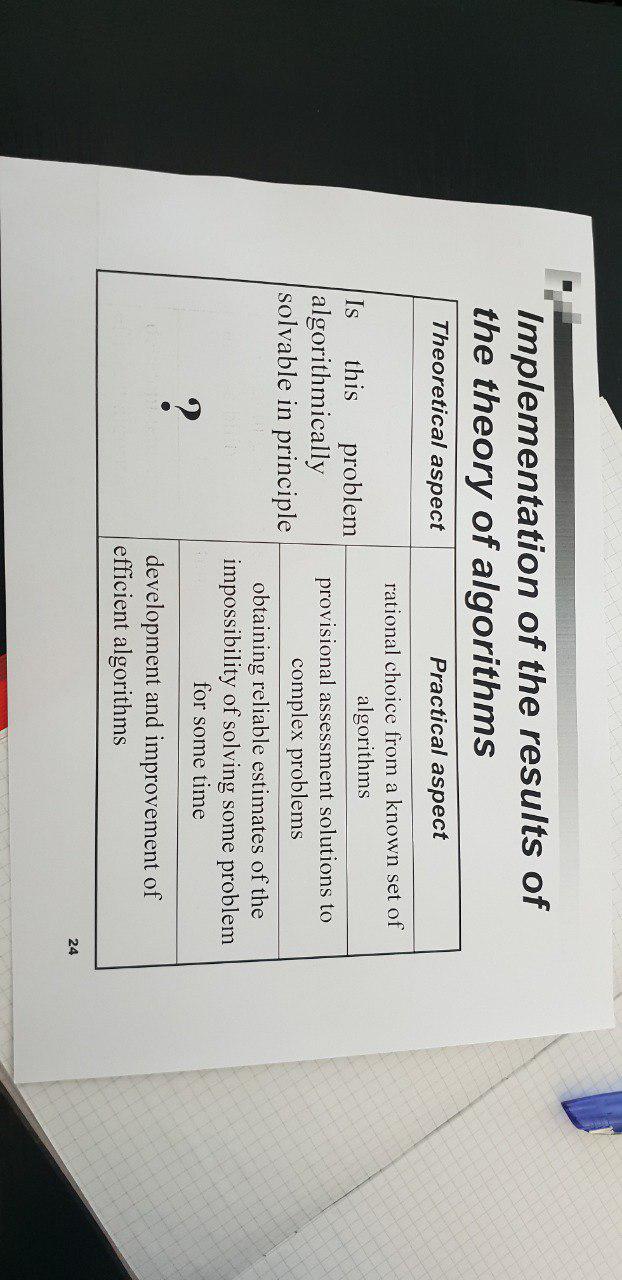 Implementation of the results of
the theory of algorithms
Theoretical aspect
Practical aspect
Is this problem
algorithmically
solvable in principle
?
rational choice from a known set of
algorithms
provisional assessment solutions to
complex problems
obtaining reliable estimates of the
impossibility of solving some problem
for some time
development and improvement of
efficient algorithms
24